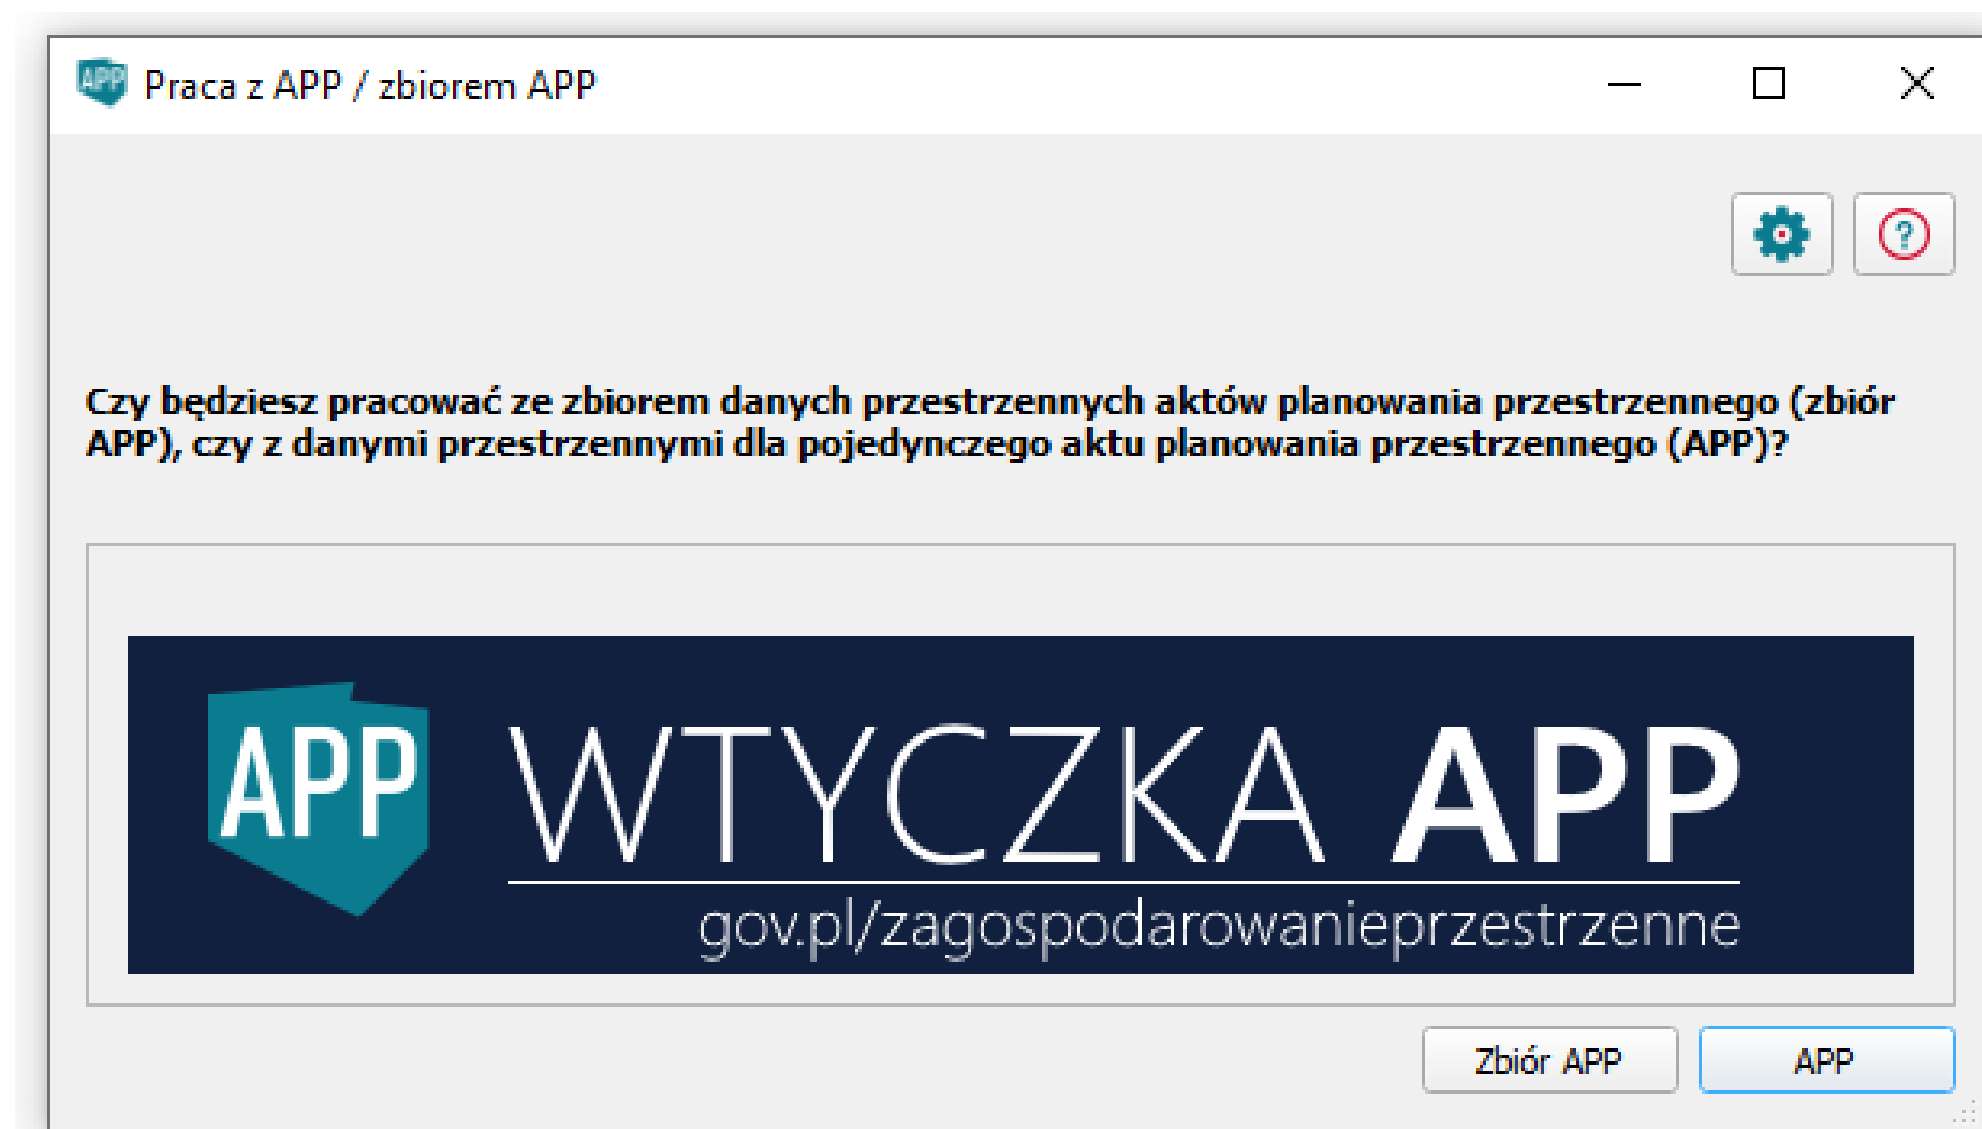 APP Praca z APP / zbiorem APP
?
Czy będziesz pracować ze zbiorem danych przestrzennych aktów planowania przestrzennego (zbiór
APP), czy z danymi przestrzennymi dla pojedynczego aktu planowania przestrzennego (APP)?
APP WTYCZKA APP
gov.pl/zagospodarowanieprzestrzenne
Zbiór APP APP